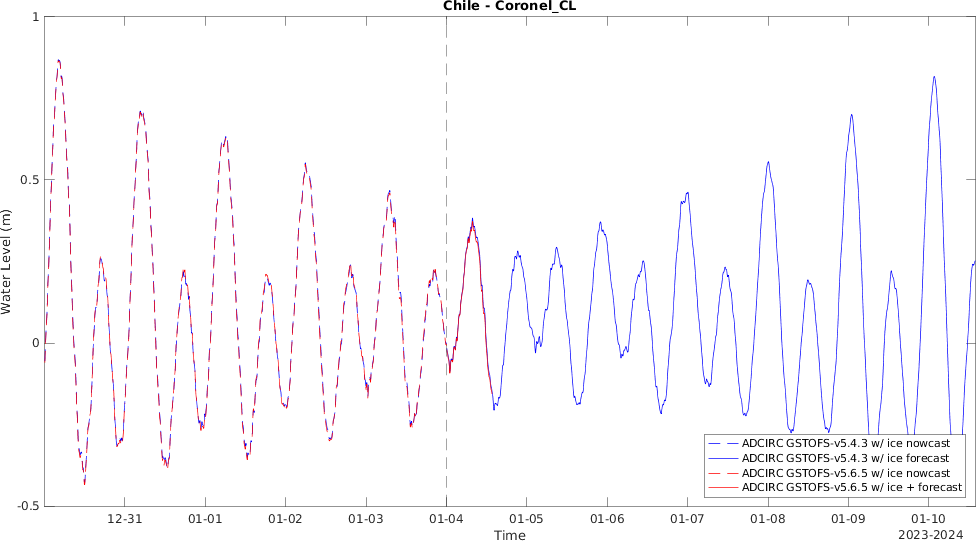 Chile - Coronel_CL
1
0.5
0
-0.5
Water Level (m)
ADCIRC GSTOFS-v5.4.3 w/ ice nowcast
ADCIRC GSTOFS-v5.4.3 w/ ice forecast
ADCIRC GSTOFS-v5.6.5 w/ ice nowcast
ADCIRC GSTOFS-v5.6.5 w/ ice + forecast
12-31 01-01 01-02 01-03 01-04 01-05 01-06 01-07 01-08 01-09 01-10
Time
2023-2024